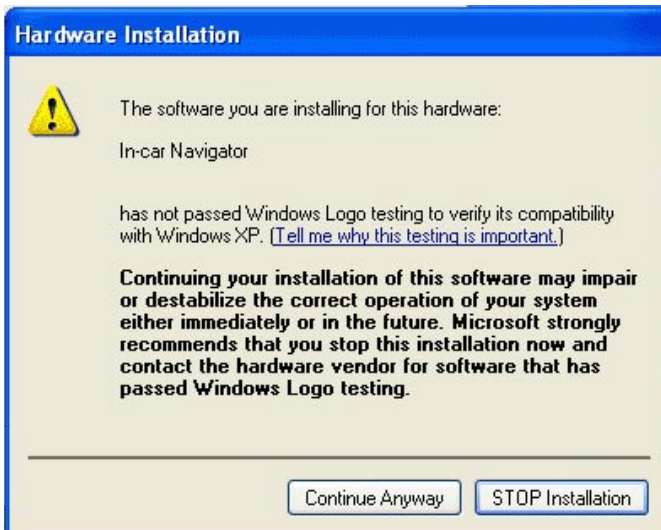 Hardware Installation
The software you are installing for this hardware:
In-car Navigator
has not passed Windows Logo testing to verify its compatibility
with Windows XP. (Tell me why this testing is important.)
Continuing your installation of this software may impair
or destabilize the correct operation of your system
either immediately or in the future. Microsoft strongly
recommends that you stop this installation now and
contact the hardware vendor for software that has
passed Windows Logo testing.
Continue Anyway
STOP Installation